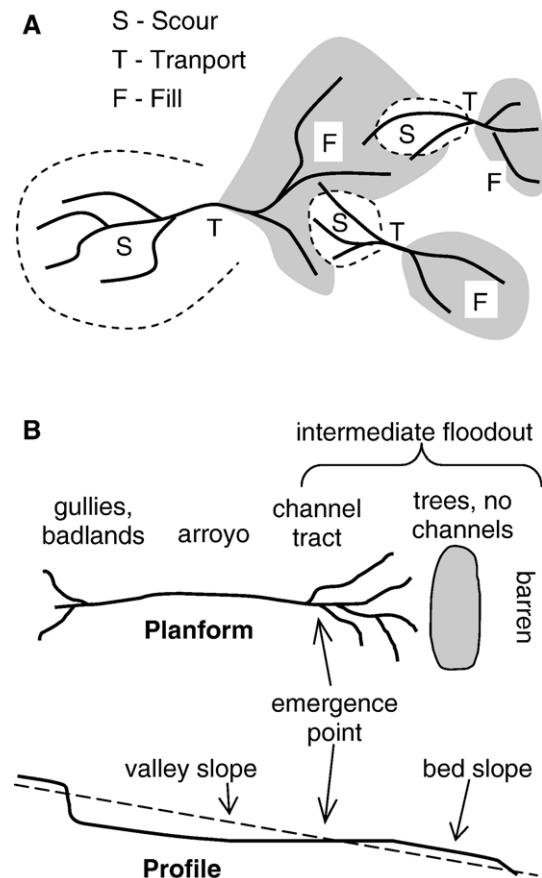 A
S - Scour
T - Tranport
F - Fill
T
S
F
F
S
T
S
T
F
B
intermediate floodout
gullies,
badlands
arroyo
channel
tract
trees, no
channels
barren
Planform
emergence
point
valley slope
bed slope
Profile